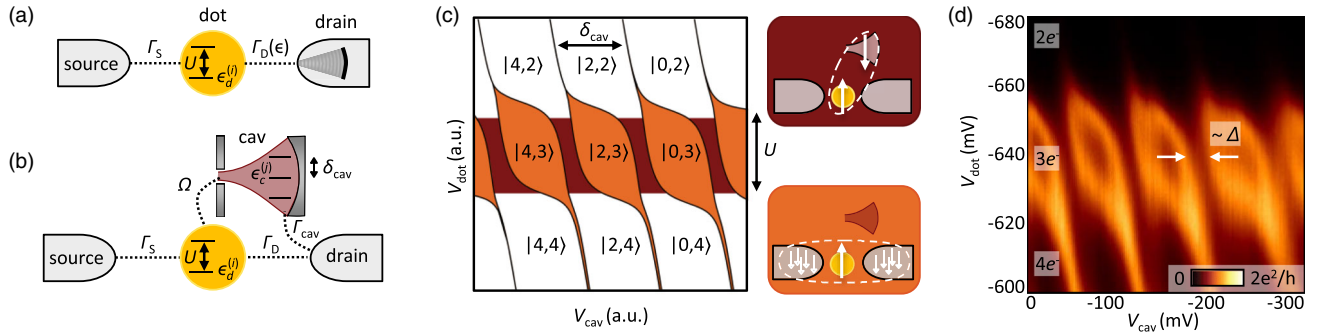 (a)
dot
drain
source
Γ_S
U
ϵ_d^(i)
Γ_D(ϵ)
(b)
cav
ϵ_c^(i)
δ_cav
Ω
Γ_cav
source
Γ_S
U
ϵ_d^(i)
Γ_D
drain
(c)
δ_cav
|4,2⟩
|2,2⟩
|0,2⟩
|4,3⟩
|2,3⟩
|0,3⟩
|4,4⟩
|2,4⟩
|0,4⟩
V_dot (a.u.)
V_cav (a.u.)
U
(d)
-680
-660
-640
-620
-600
V_dot (mV)
2e⁻
3e⁻
4e⁻
~ Δ
0
2e²/h
0
-100
-200
-300
V_cav (mV)